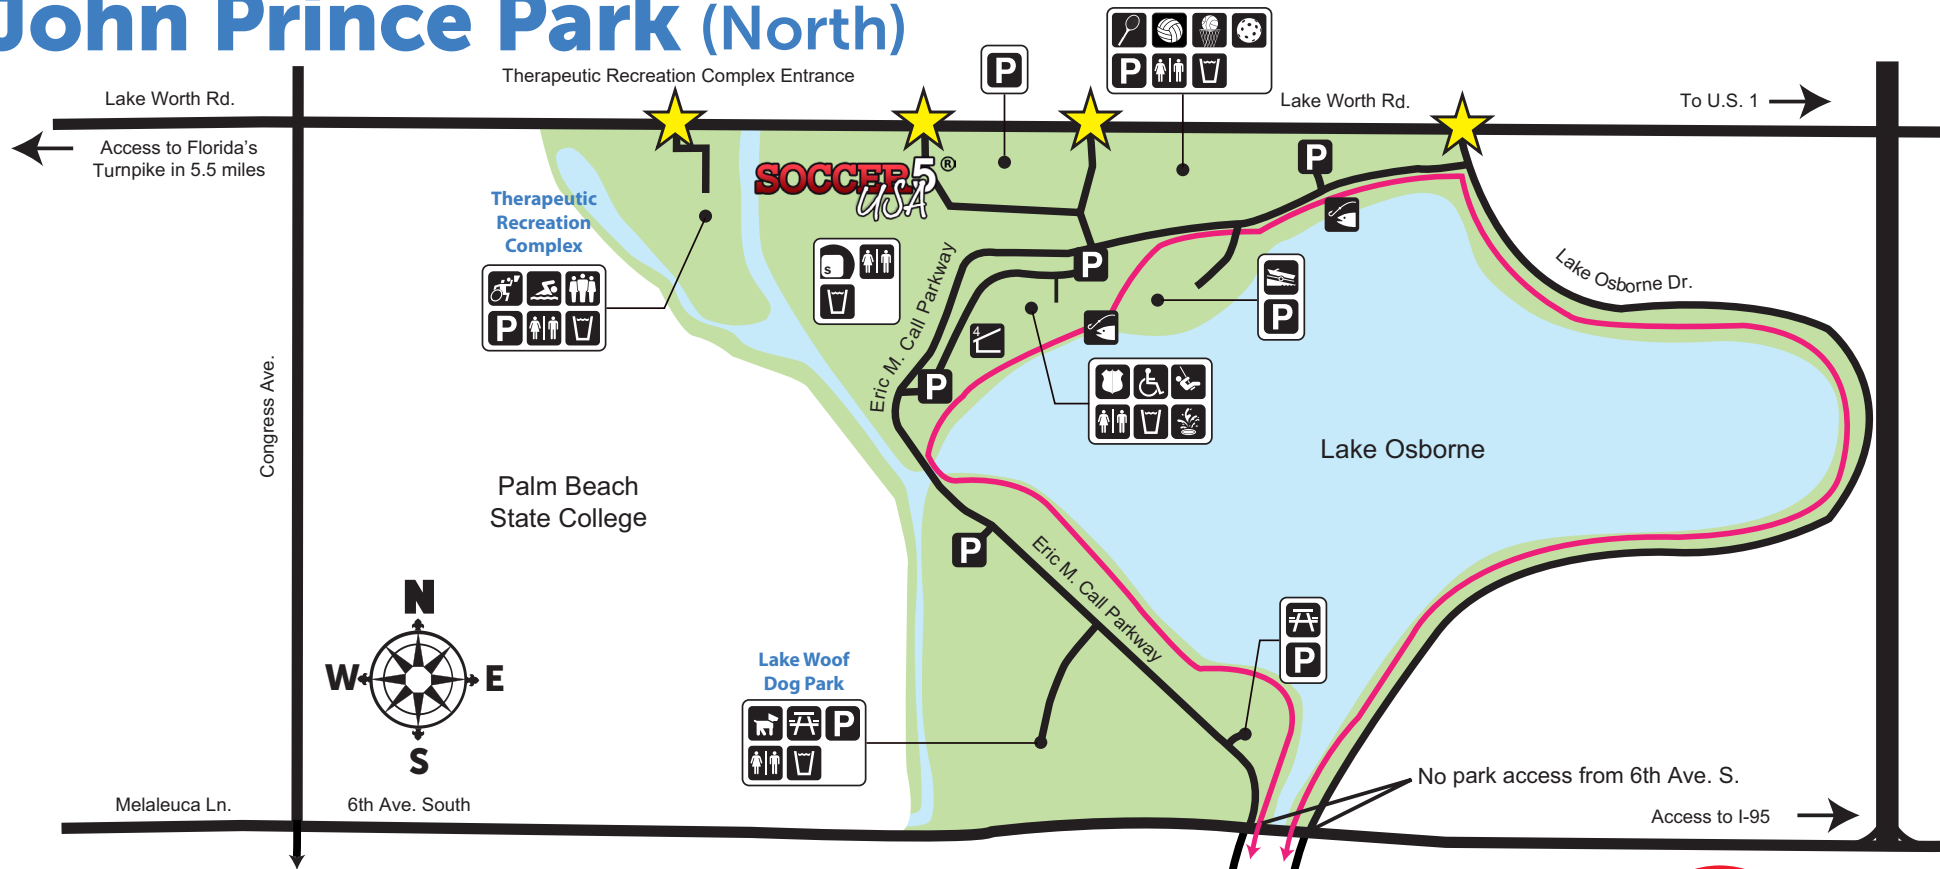 John Prince Park (North)
Therapeutic Recreation Complex Entrance
Lake Worth Rd.
Lake Worth Rd.
To U.S. 1
Access to Florida's
Turnpike in 5.5 miles
P
P
P
SOCCER 5®
USA
Therapeutic
Recreation
Complex
P
S
Eric M. Call Parkway
P
P
4
P
Lake Osborne Dr.
Congress Ave.
Lake Osborne
Palm Beach
State College
P
Eric M. Call Parkway
N
W
E
S
P
Lake Woof
Dog Park
P
No park access from 6th Ave. S.
Melaleuca Ln.
6th Ave. South
Access to I-95